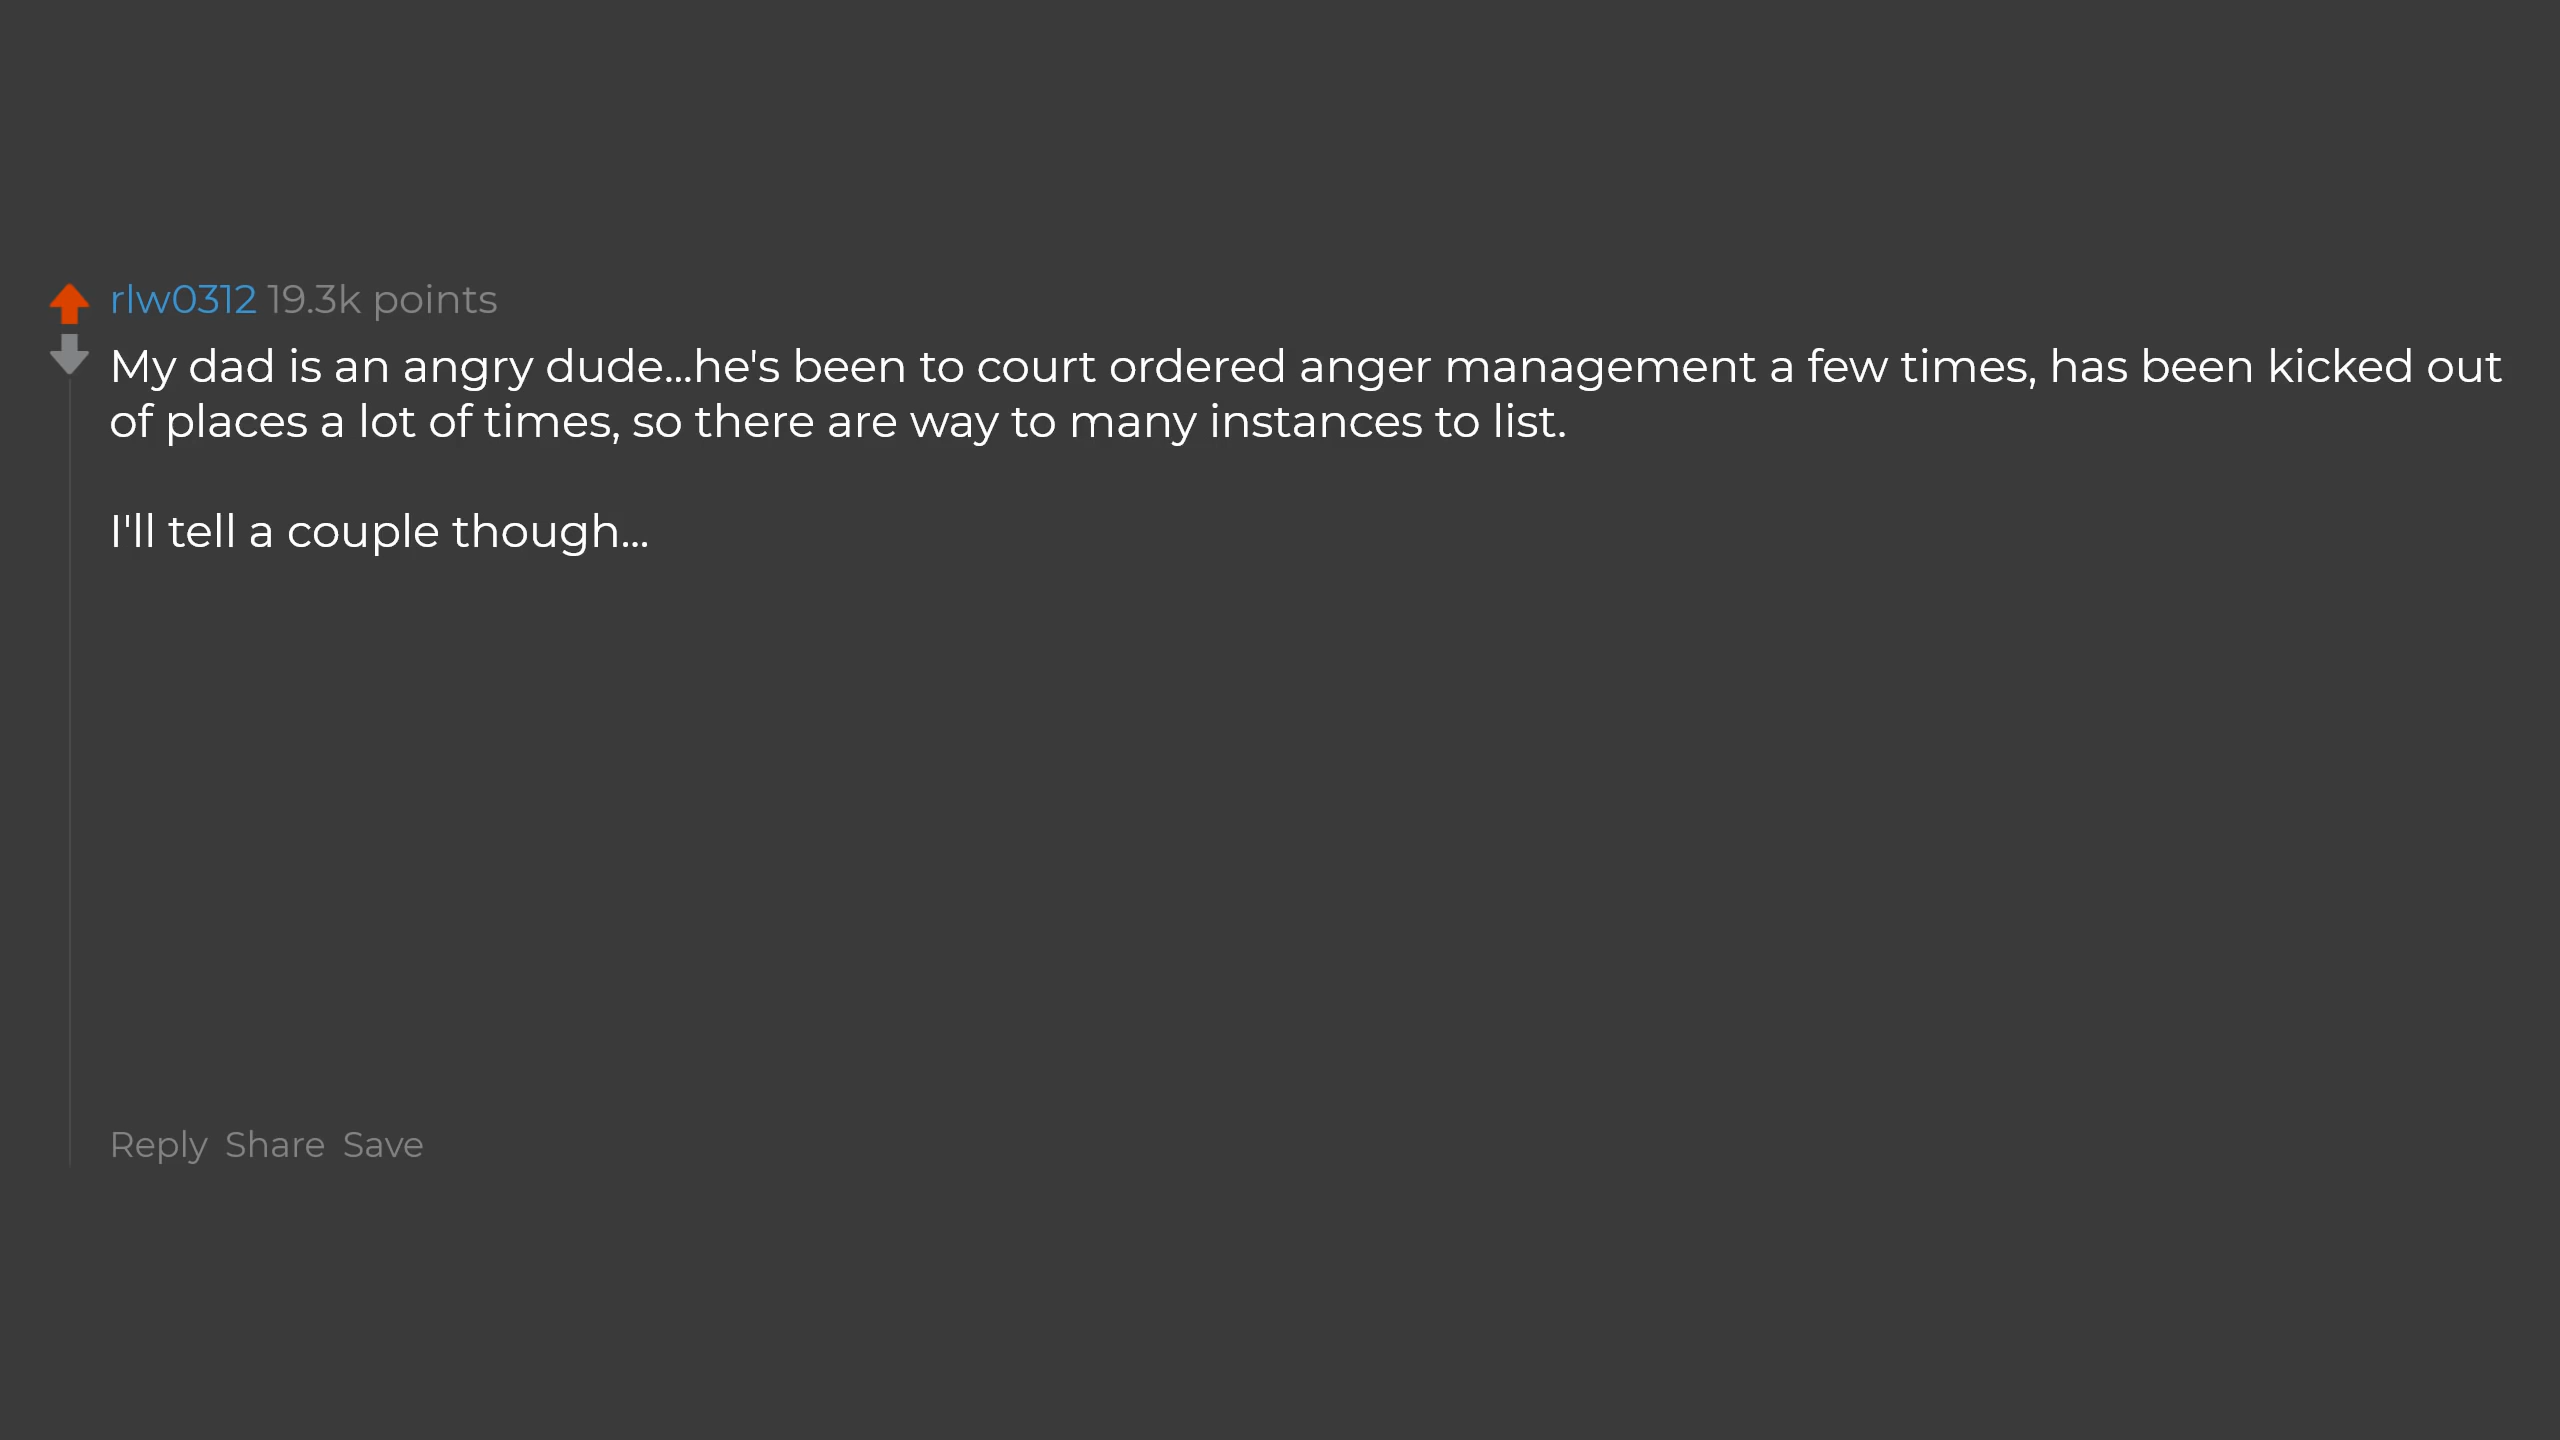 rlw0312 19.3k points
My dad is an angry dude...he's been to court ordered anger management a few times, has been kicked out
of places a lot of times, so there are way to many instances to list.
I'll tell a couple though...
Reply Share Save